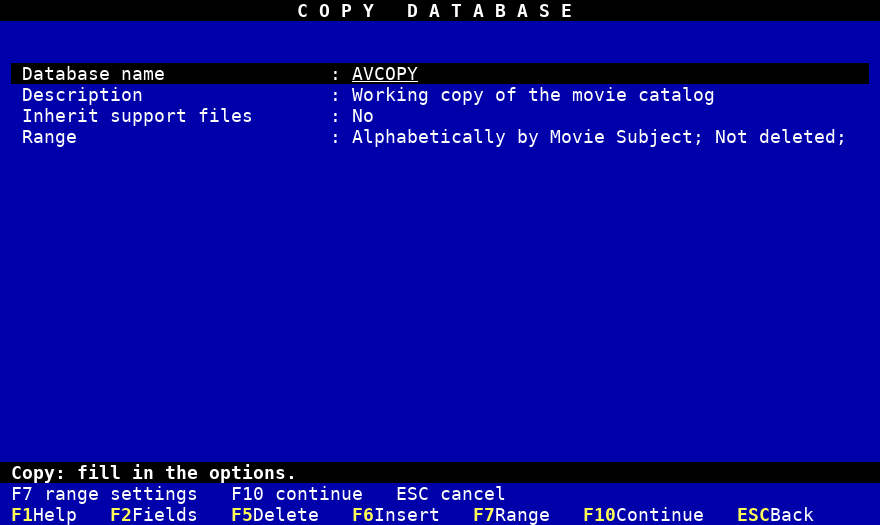 C O P Y   D A T A B A S E
Database name : AVCOPY
Description : Working copy of the movie catalog
Inherit support files : No
Range : Alphabetically by Movie Subject; Not deleted;
Copy: fill in the options.
F7 range settings   F10 continue   ESC cancel
F1Help   F2Fields   F5Delete   F6Insert   F7Range   F10Continue   ESCBack